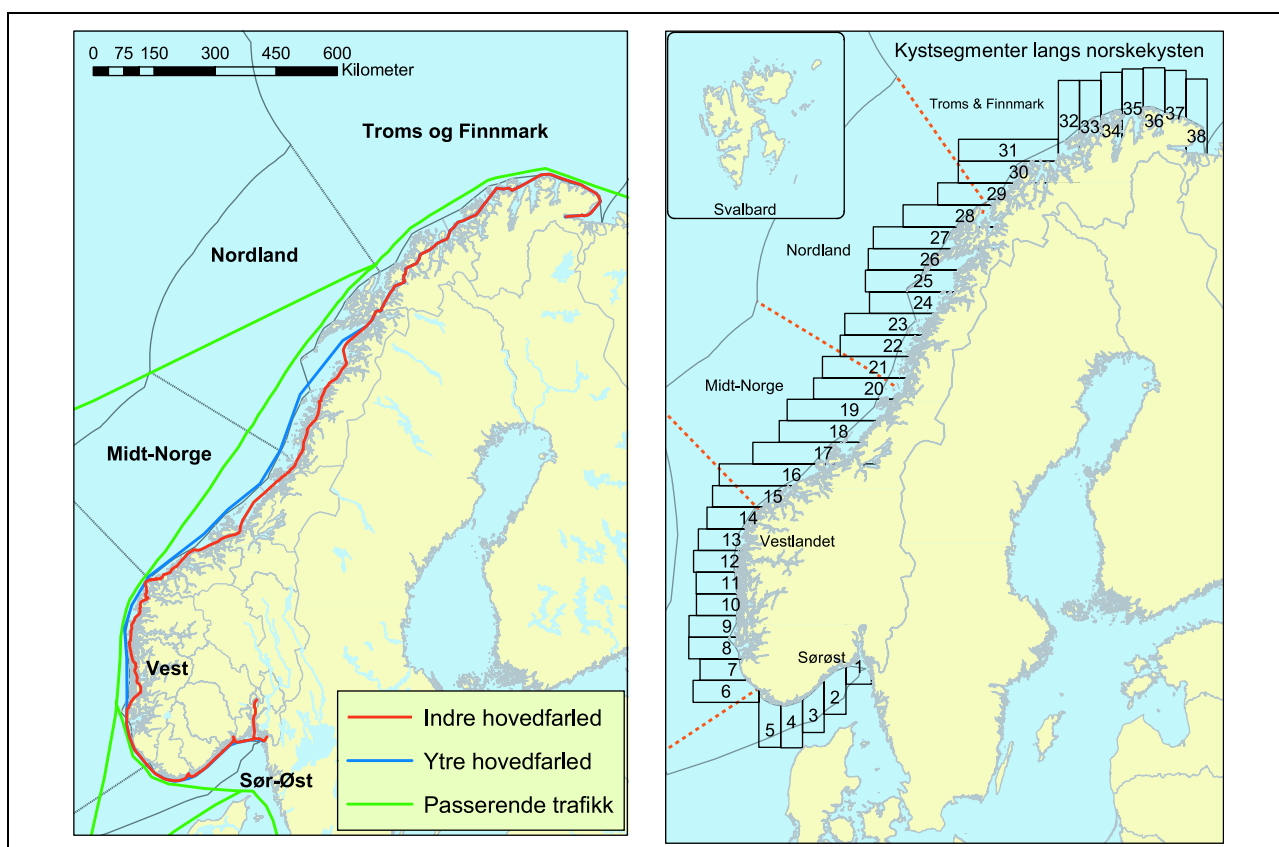 0 75 150 300 450 600
Kilometer
Troms og Finnmark
Nordland
Midt-Norge
Vest
Sør-Øst
Indre hovedfarled
Ytre hovedfarled
Passerende trafikk
Kystsegmenter langs norskekysten
Svalbard
Troms & Finnmark
Nordland
Midt-Norge
Vestlandet
Sørøst
32
33
34
35
36
37
38
31
30
29
28
27
26
25
24
23
22
21
20
19
18
17
16
15
14
13
12
11
10
9
8
7
6
5
4
3
2
1